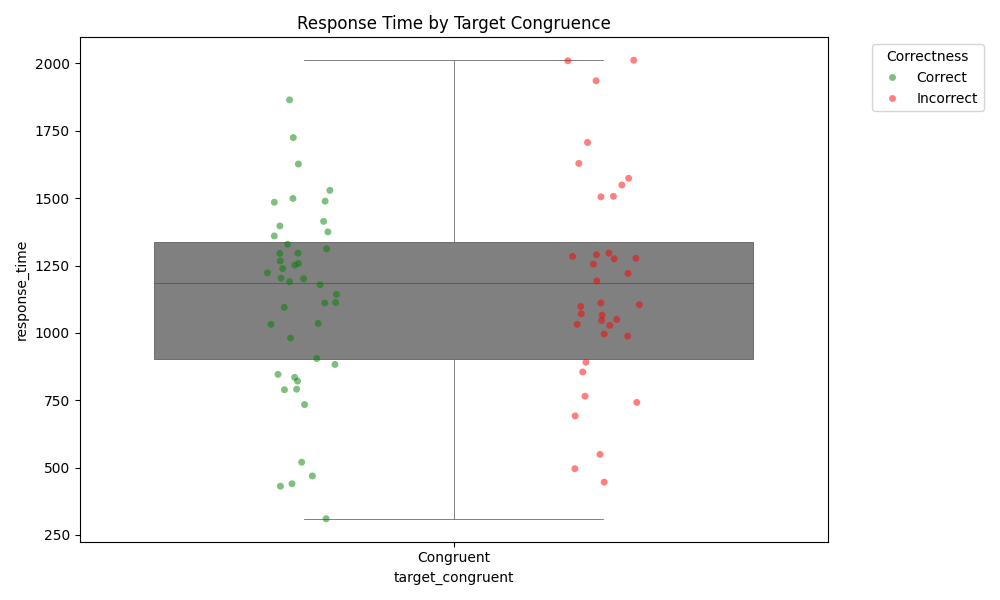 Response Time by Target Congruence
Correctness
Correct
Incorrect
response_time
2000
1750
1500
1250
1000
750
500
250
Congruent
target_congruent